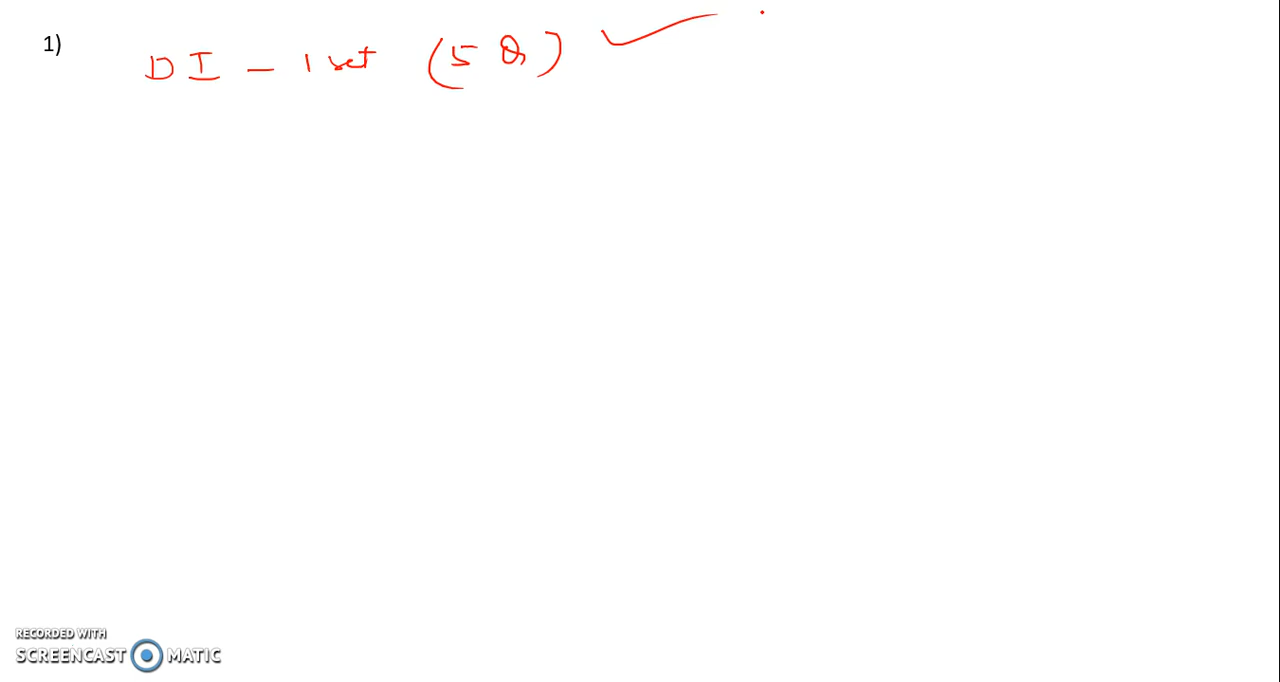 1)
DI - 1 set (5 Q)
RECORDED WITH
SCREENCAST MATIC